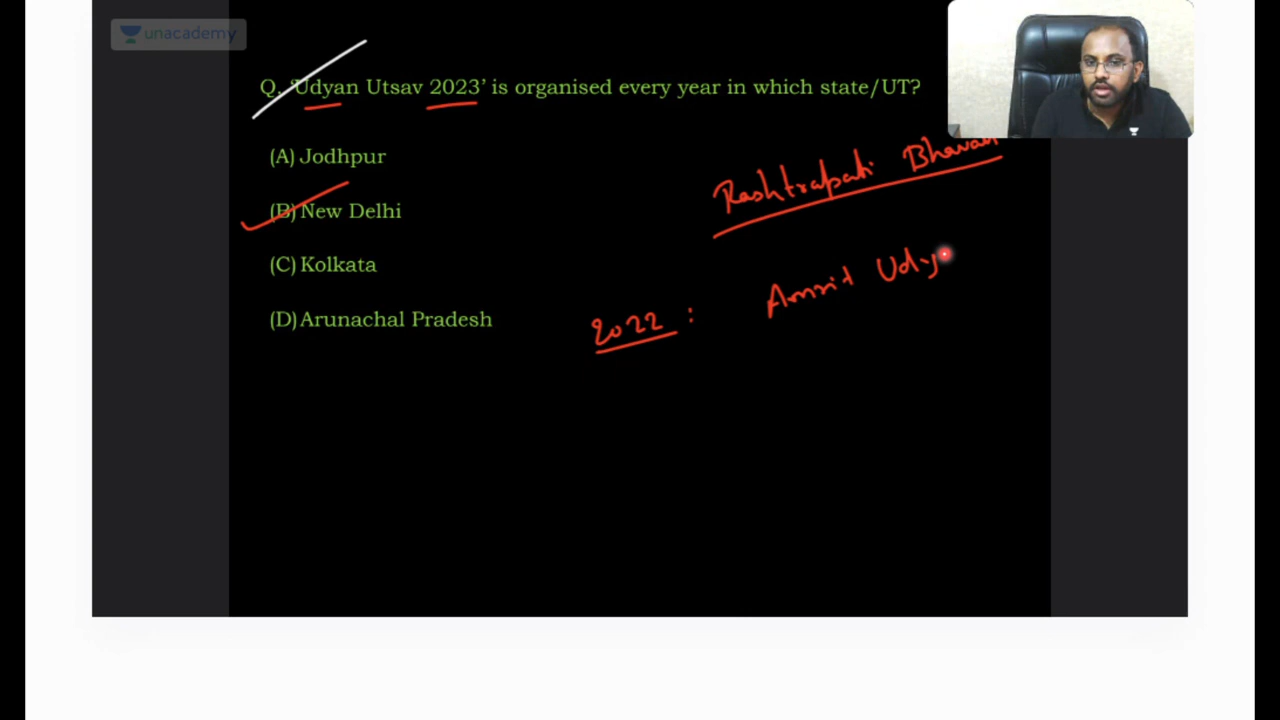 unacademy
Q. ‘Udyan Utsav 2023’ is organised every year in which state/UT?
(A) Jodhpur
(B) New Delhi
(C) Kolkata
(D) Arunachal Pradesh
Rashtrapati Bhavan
2022 : Amrit Udy